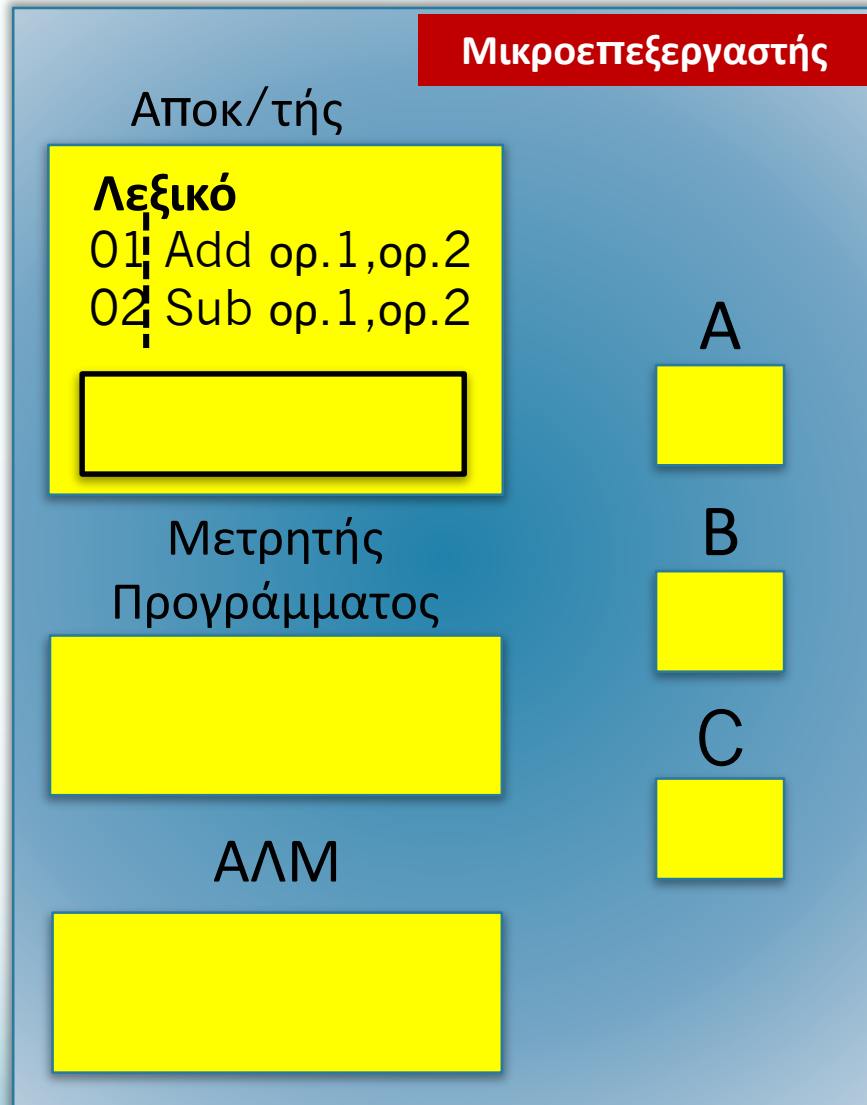 Μικροεπεξεργαστής
Αποκ/τής
Λεξικό
01 Add ορ.1,ορ.2
02 Sub ορ.1,ορ.2
A
Μετρητής
Προγράμματος
B
C
ΑΛΜ